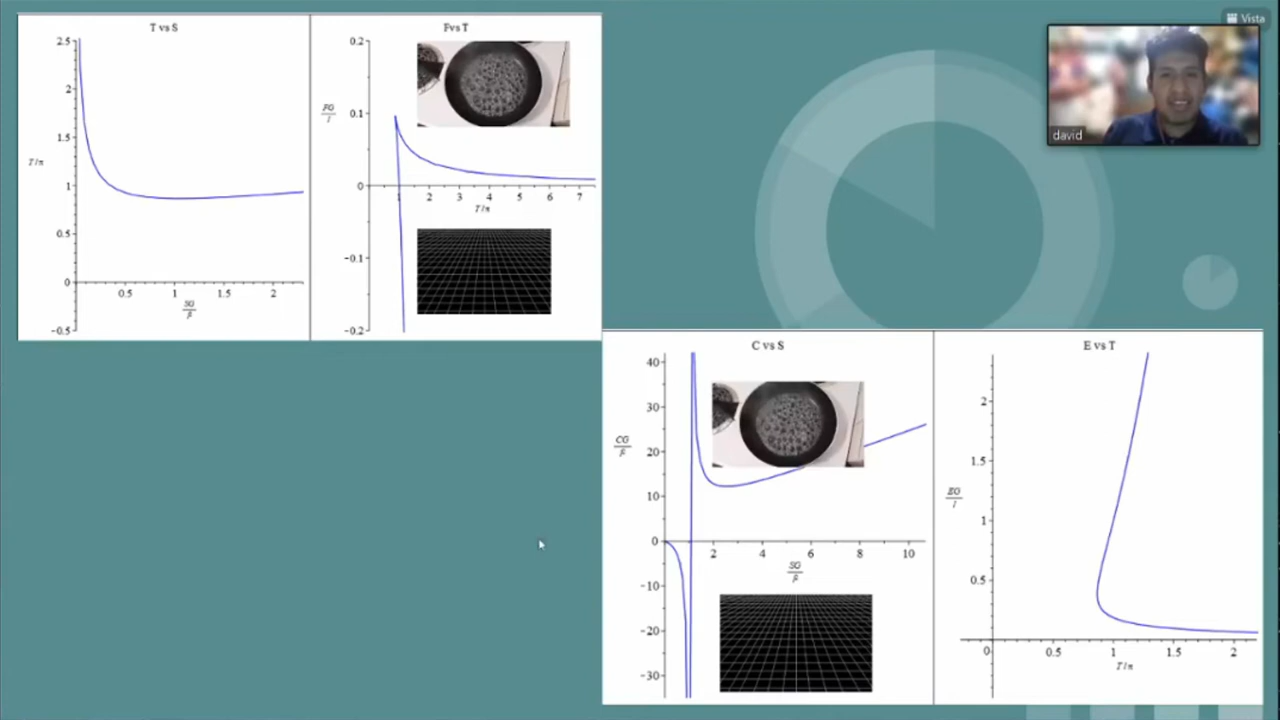 Vista
david
T vs S
2.5
2
1.5
1
0.5
0
-0.5
T/π
0.5 1 1.5 2
SG
Fvs T
0.2
0.1
0
-0.1
-0.2
FG
1 2 3 4 5 6 7
T/π
C vs S
40
30
20
10
0
-10
-20
-30
CG
2 4 6 8 10
SG
E vs T
2
1.5
1
0.5
EG
0 0.5 1 1.5 2
T/π